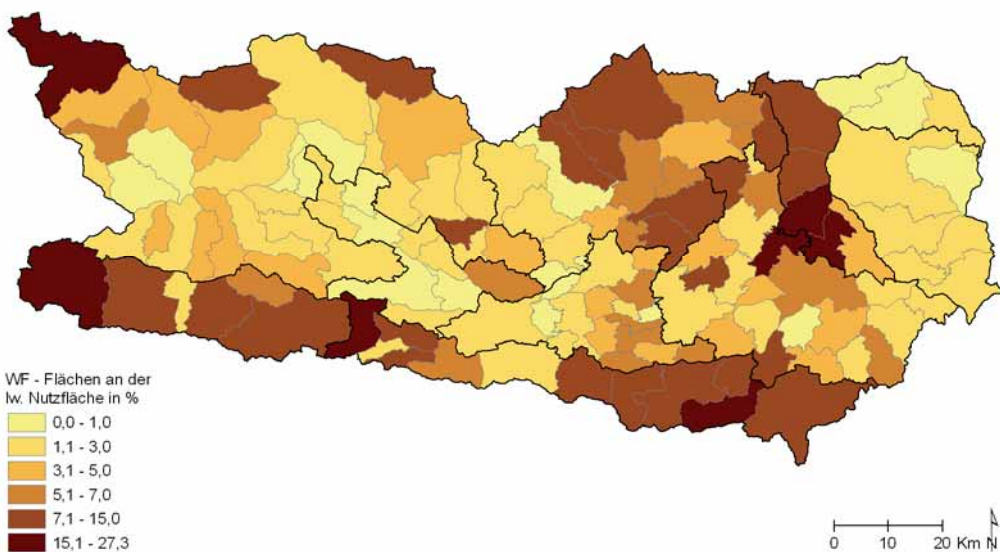 WF - Flächen an der
lw. Nutzfläche in %
0,0 - 1,0
1,1 - 3,0
3,1 - 5,0
5,1 - 7,0
7,1 - 15,0
15,1 - 27,3
0 10 20 Km N